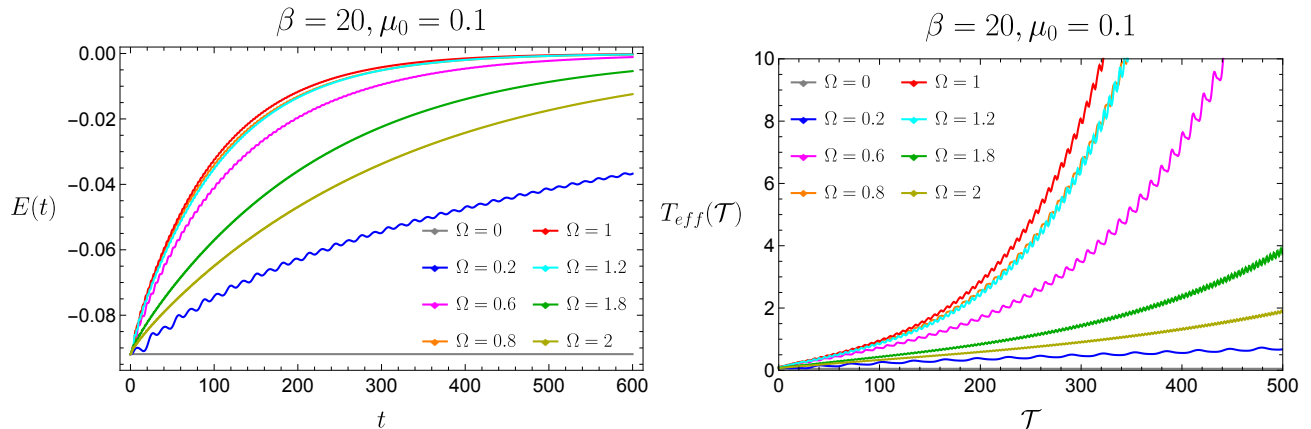 β = 20, μ₀ = 0.1
E(t)
0.00
−0.02
−0.04
−0.06
−0.08
Ω = 0 Ω = 1
Ω = 0.2 Ω = 1.2
Ω = 0.6 Ω = 1.8
Ω = 0.8 Ω = 2
0 100 200 300 400 500 600
t
β = 20, μ₀ = 0.1
T_eff(𝒯)
10
8
6
4
2
0
Ω = 0 Ω = 1
Ω = 0.2 Ω = 1.2
Ω = 0.6 Ω = 1.8
Ω = 0.8 Ω = 2
0 100 200 300 400 500
𝒯